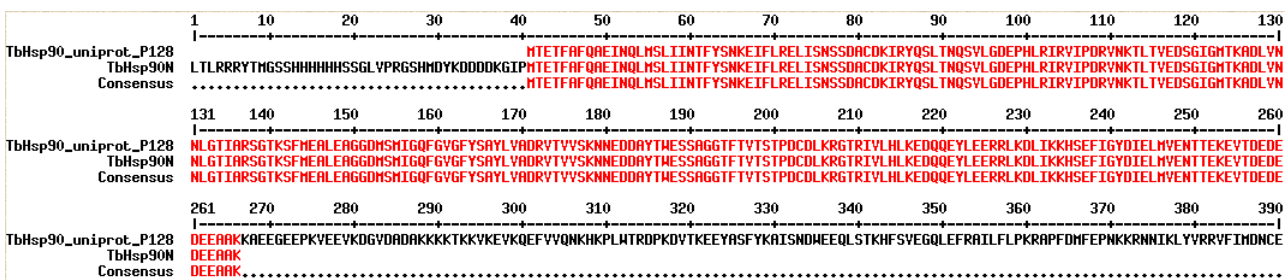 1 10 20 30 40 50 60 70 80 90 100 110 120 130
|--------+---------+---------+---------+---------+---------+---------+---------+---------+---------+---------+---------+---------|
TbHsp90_uniprot_P128 MTETFAFQAEINQLMSLIINTFYSNKEIFLRELISNSSDACDKIRYQSLTNQSVLGDEPHLRIRVIPDRVNKTLTVEDSGIGMTKADLVN
TbHsp90N LTLRRRYTMGSSHHHHHHSSGLVPRGSHMDYKDDDDKGIPMTETFAFQAEINQLMSLIINTFYSNKEIFLRELISNSSDACDKIRYQSLTNQSVLGDEPHLRIRVIPDRVNKTLTVEDSGIGMTKADLVN
Consensus ........................................MTETFAFQAEINQLMSLIINTFYSNKEIFLRELISNSSDACDKIRYQSLTNQSVLGDEPHLRIRVIPDRVNKTLTVEDSGIGMTKADLVN
131 140 150 160 170 180 190 200 210 220 230 240 250 260
|--------+---------+---------+---------+---------+---------+---------+---------+---------+---------+---------+---------+---------|
TbHsp90_uniprot_P128 NLGTIARSGTKSFMEALEAGGDMSMIGQFGVGFYSAYLVADRVTVVSKNNEDDAYTWESSAGGTFTVTSTPDCDLKRGTRIVLHLKEDQQEYLEERRLKDLIKKHSEFIGYDIELMVENTTEKEVTDEDE
TbHsp90N NLGTIARSGTKSFMEALEAGGDMSMIGQFGVGFYSAYLVADRVTVVSKNNEDDAYTWESSAGGTFTVTSTPDCDLKRGTRIVLHLKEDQQEYLEERRLKDLIKKHSEFIGYDIELMVENTTEKEVTDEDE
Consensus NLGTIARSGTKSFMEALEAGGDMSMIGQFGVGFYSAYLVADRVTVVSKNNEDDAYTWESSAGGTFTVTSTPDCDLKRGTRIVLHLKEDQQEYLEERRLKDLIKKHSEFIGYDIELMVENTTEKEVTDEDE
261 270 280 290 300 310 320 330 340 350 360 370 380 390
|--------+---------+---------+---------+---------+---------+---------+---------+---------+---------+---------+---------+---------|
TbHsp90_uniprot_P128 DEEAAKKAEEGEEPKVEEVKDGVDADAKKKKTKKVKEVKQEFVVQNKHKPLWTRDPKDVTKEEYASFYKAISNDWEEQLSTKHFSVEGQLEFRAILFLPKRAPFDMFEPNKKRNNIKLYVRRVFIMDNCE
TbHsp90N DEEAAK
Consensus DEEAAK............................................................................................................................